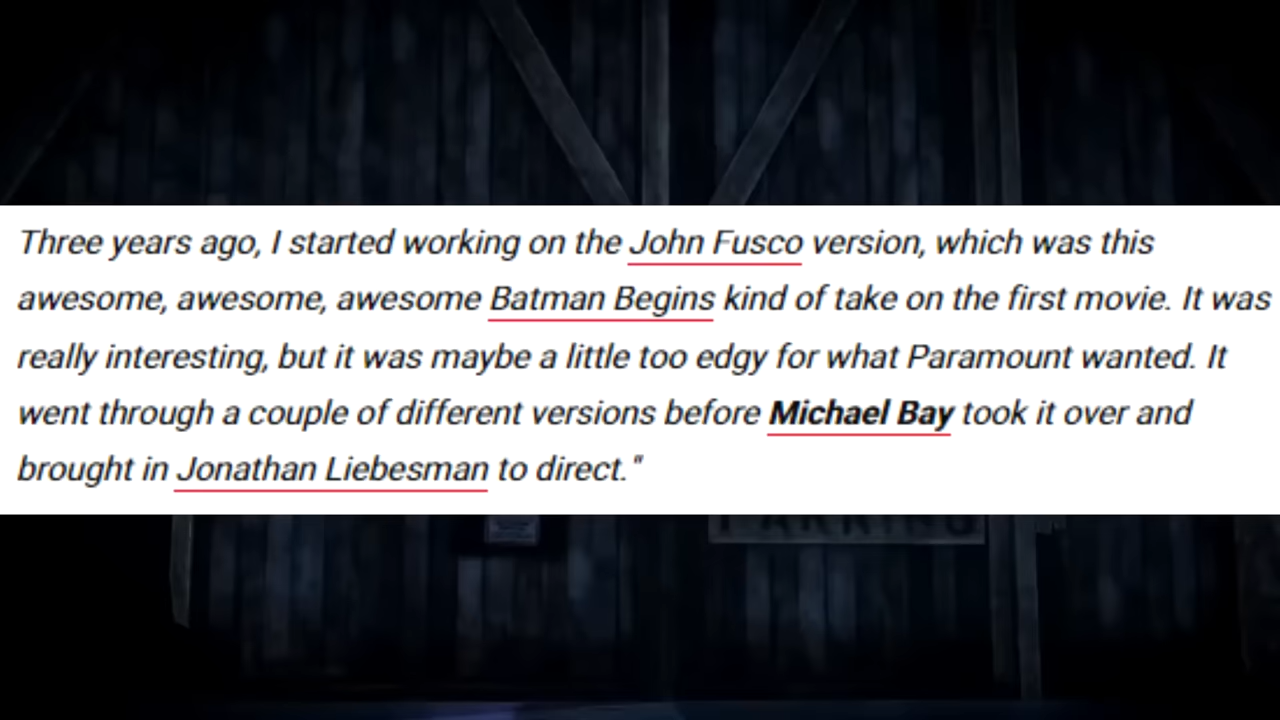 Three years ago, I started working on the John Fusco version, which was this
awesome, awesome, awesome Batman Begins kind of take on the first movie. It was
really interesting, but it was maybe a little too edgy for what Paramount wanted. It
went through a couple of different versions before Michael Bay took it over and
brought in Jonathan Liebesman to direct."
PARKING